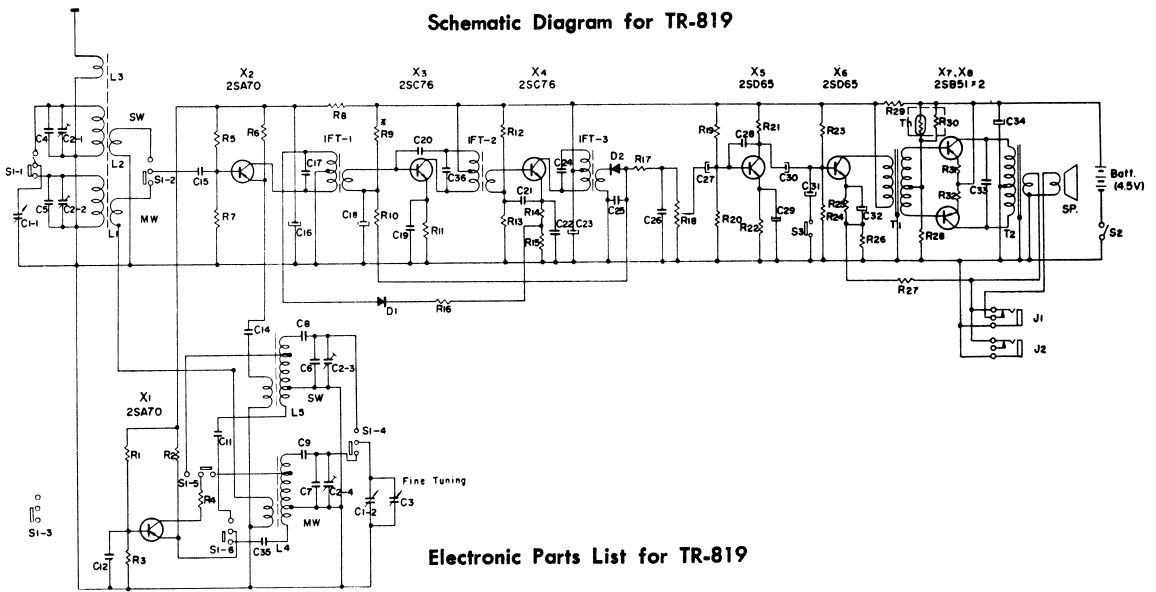 Schematic Diagram for TR-819
L3
X2
2SA70
X3
2SC76
X4
2SC76
X5
2SD65
X6
2SD65
X7, X8
2SB51×2
C4
C2-1
SW
L2
S1-1
S1-2
C5
C2-2
C1-1
MW
L1
C15
R5
R6
R7
R8
IFT-1
C17
C16
C18
*
R9
R10
C20
C19
R11
C36
IFT-2
R12
C21
R13
R14
R15
C22
C24
C23
IFT-3
D2
C25
R17
C26
R18
C27
R19
R20
C28
R21
R22
C29
C30
C31
S3
R23
R24
R25
C32
R26
T1
R29
Th
R30
R31
R32
R28
C33
C34
T2
SP.
Batt.
(4.5V)
S2
R27
D1
R16
J1
J2
C14
C8
C6
C2-3
SW
L5
X1
2SA70
C11
C9
S1-4
R1
R2
S1-5
R4
C7
C2-4
MW
Fine Tuning
C1-2
C3
S1-3
C12
R3
S1-6
C35
L4
Electronic Parts List for TR-819